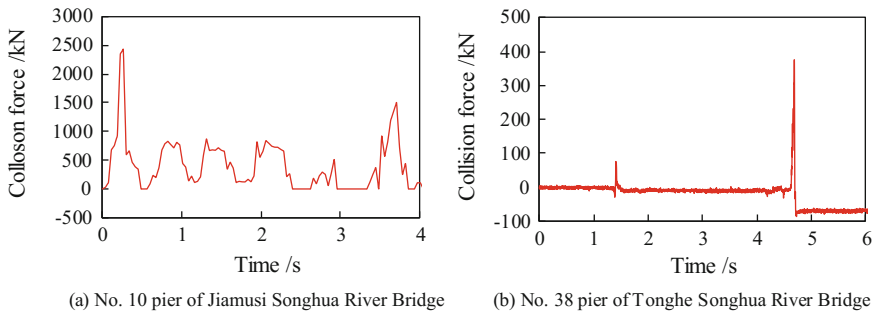 3000
2500
2000
1500
1000
500
0
-500
Colloson force /kN
0 1 2 3 4
Time /s
(a) No. 10 pier of Jiamusi Songhua River Bridge
500
400
300
200
100
0
-100
Collision force /kN
0 1 2 3 4 5 6
Time /s
(b) No. 38 pier of Tonghe Songhua River Bridge